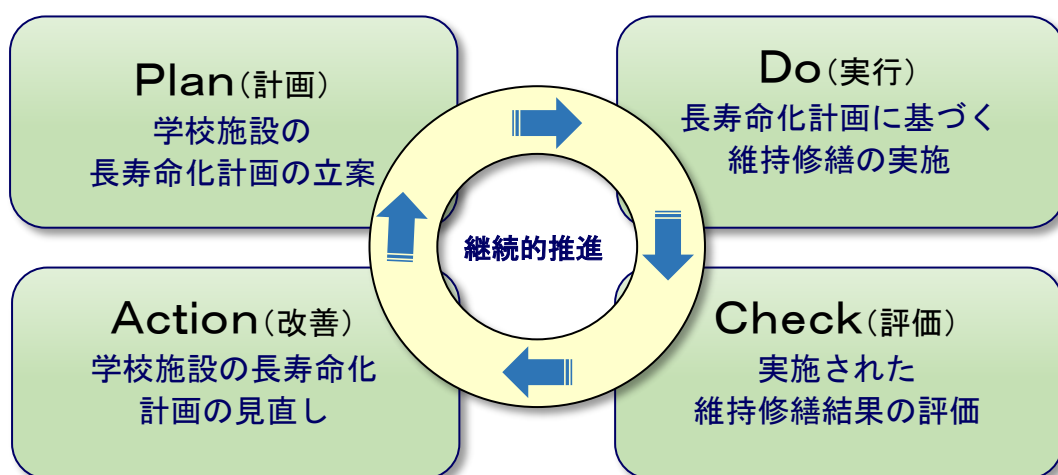 Plan(計画)
学校施設の
長寿命化計画の立案
Do(実行)
長寿命化計画に基づく
維持修繕の実施
継続的推進
Action(改善)
学校施設の長寿命化
計画の見直し
Check(評価)
実施された
維持修繕結果の評価